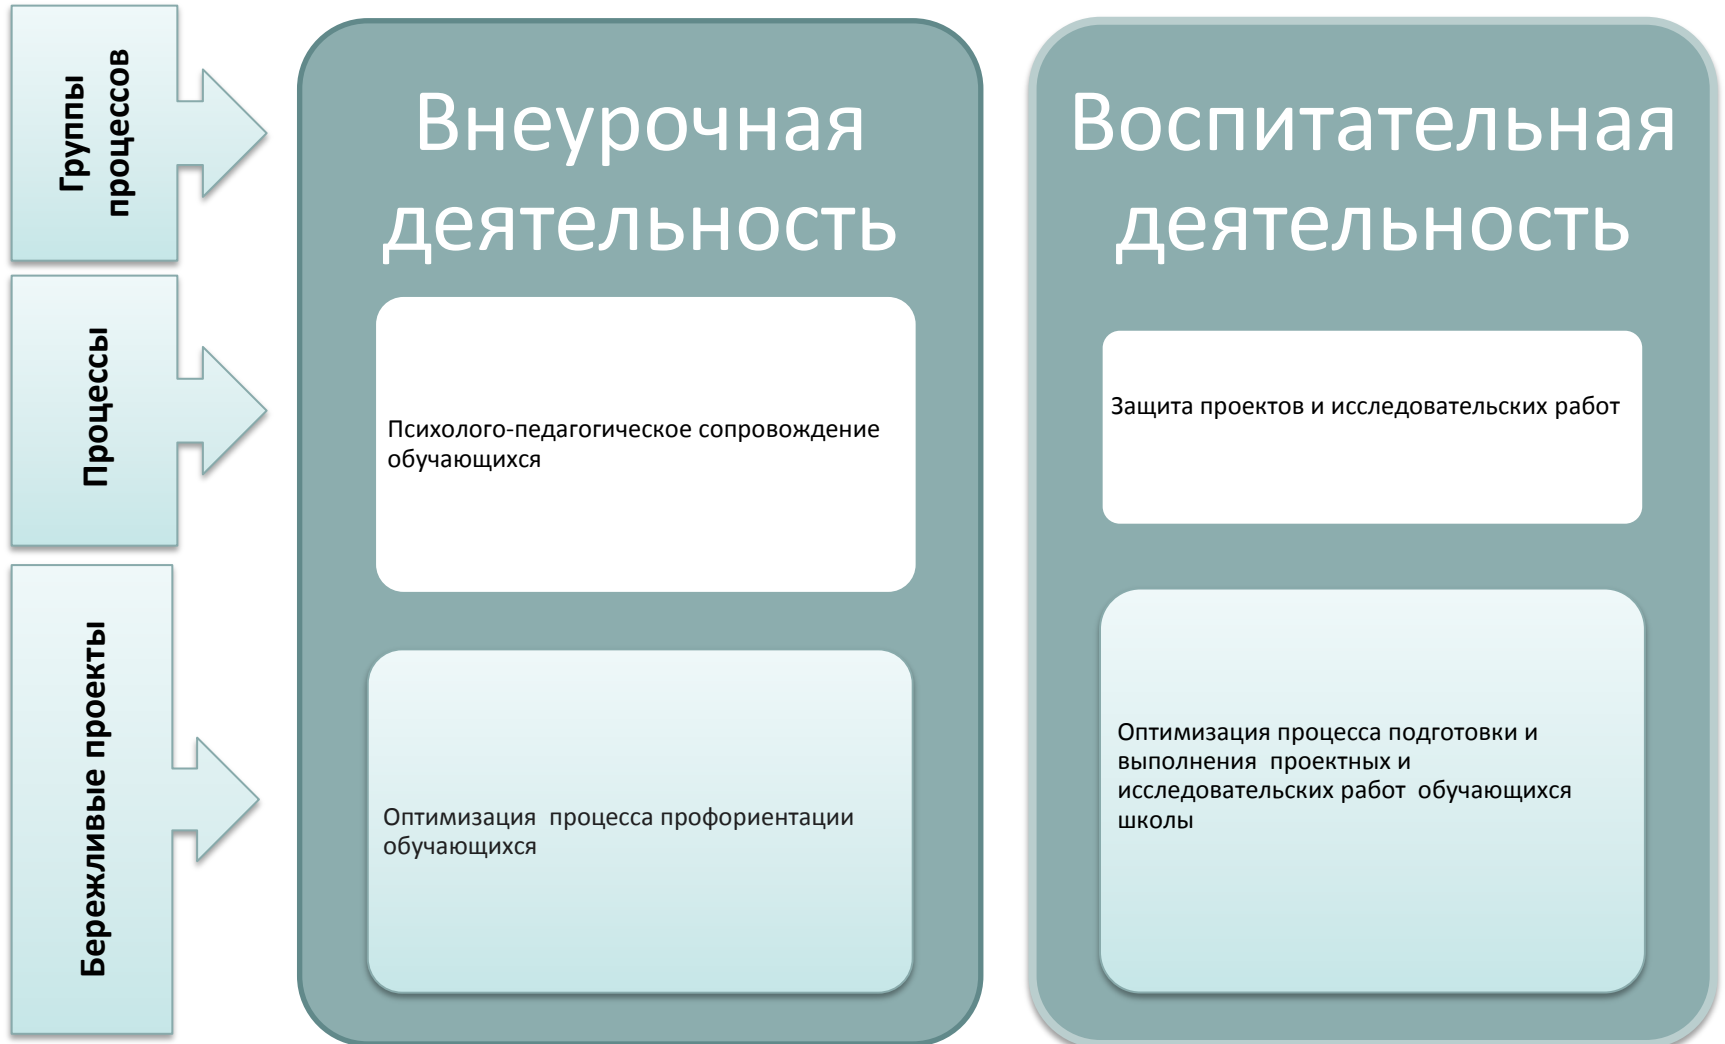 Группы
процессов
Внеурочная
деятельность
Воспитательная
деятельность
Процессы
Психолого-педагогическое сопровождение
обучающихся
Защита проектов и исследовательских работ
Бережливые проекты
Оптимизация  процесса профориентации
обучающихся
Оптимизация процесса подготовки и
выполнения  проектных и
исследовательских работ  обучающихся
школы